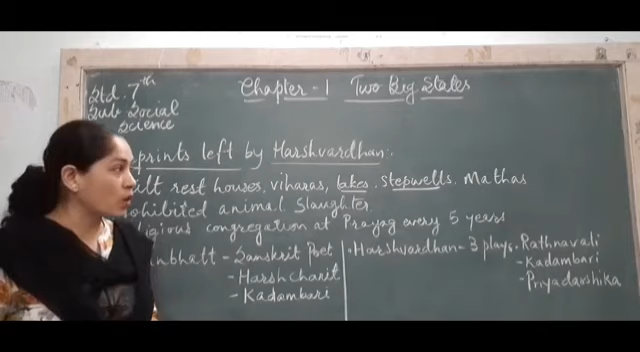 Std. 7th
Sub Social
Science
Chapter-1 Two Big States
prints left by Harshvardhan:
ilt rest houses, viharas, lakes, stepwells, Mathas
ohibited animal Slaughter
ligious congregation at Prayag every 5 years
nbhatt - Sanskrit Poet
- Harshcharit
- Kadambari
• Harshvardhan - 3 plays - Rathnavali
- Kadambari
- Priyadarshika